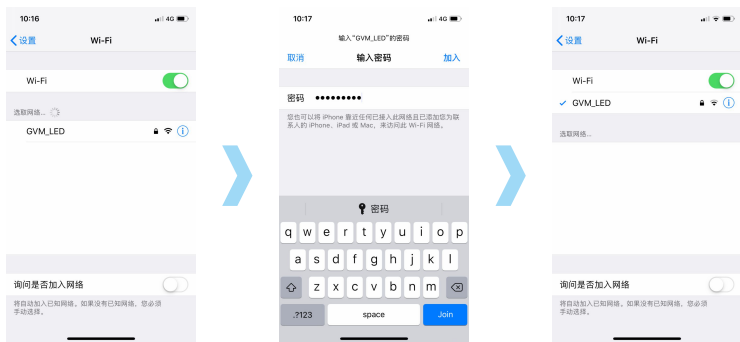 10:16
4G
设置
Wi-Fi
Wi-Fi
选取网络...
GVM_LED
询问是否加入网络
将自动加入已知网络。如果没有已知网络，您必须
手动选择。
10:17
4G
输入“GVM_LED”的密码
取消
输入密码
加入
密码 •••••••••
您也可以将 iPhone 靠近任何已接入此网络且已添加您为联
系人的 iPhone、iPad 或 Mac，来访问此 Wi-Fi 网络。
密码
q w e r t y u i o p
a s d f g h j k l
z x c v b n m
.?123 space Join
10:17
设置
Wi-Fi
Wi-Fi
✓ GVM_LED
选取网络...
询问是否加入网络
将自动加入已知网络。如果没有已知网络，您必须
手动选择。